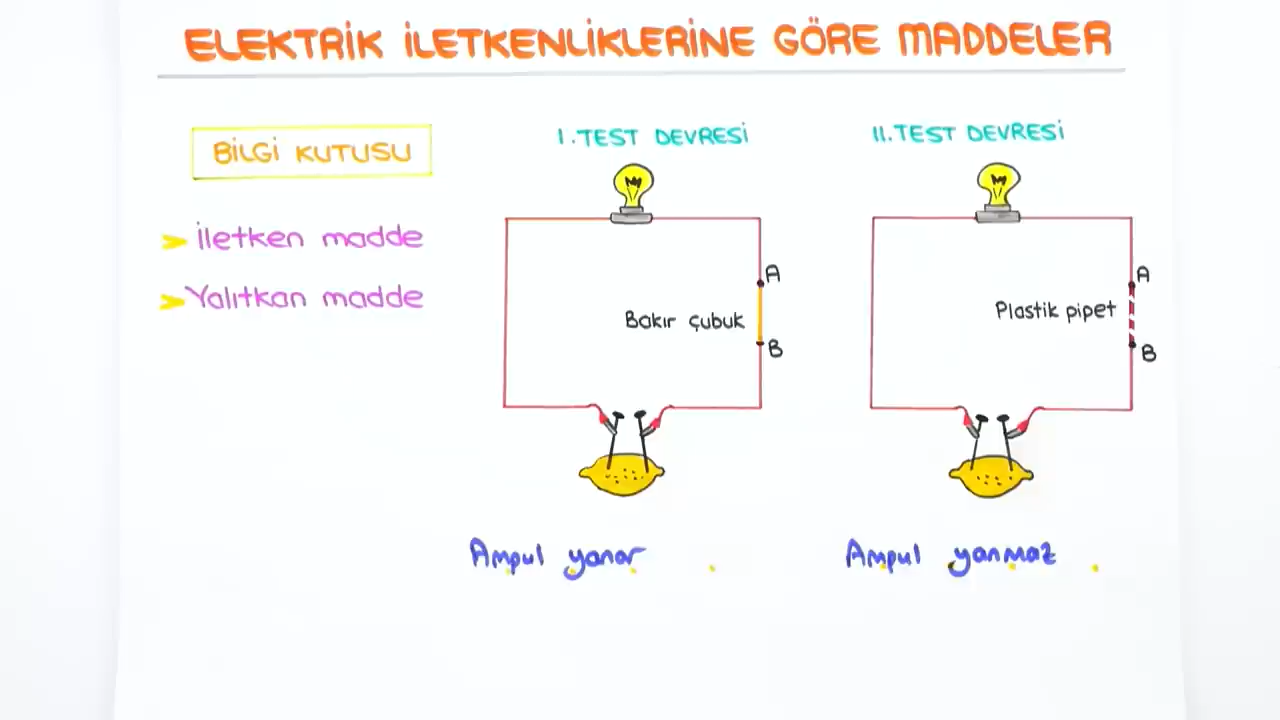 ELEKTRİK İLETKENLİKLERİNE GÖRE MADDELER
BİLGİ KUTUSU
İletken madde
Yalıtkan madde
I. TEST DEVRESİ
A
Bakır çubuk
B
Ampul yanar
II. TEST DEVRESİ
A
Plastik pipet
B
Ampul yanmaz